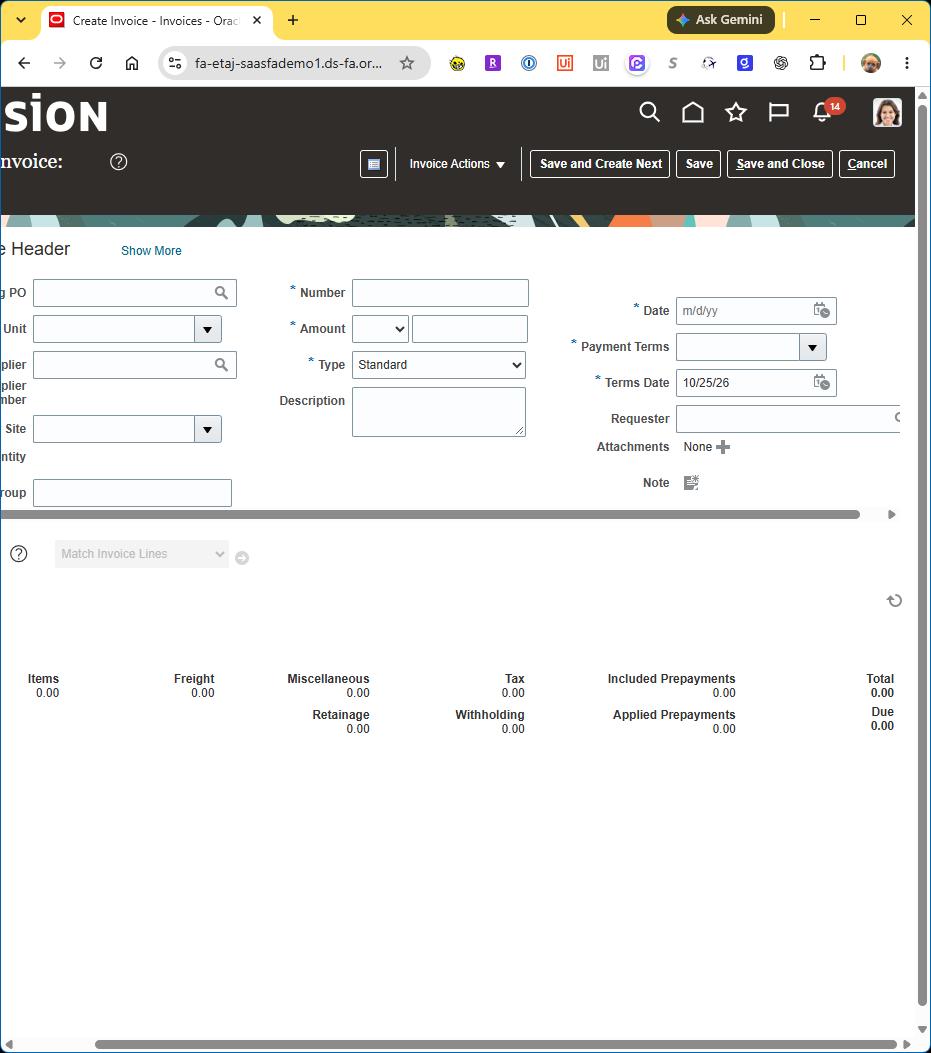 Create Invoice - Invoices - Orac
Ask Gemini
fa-etaj-saasfademo1.ds-fa.or...
SION
14
nvoice:
Invoice Actions
Save and Create Next
Save
Save and Close
Cancel
e Header
Show More
g PO
Unit
plier
plier
mber
Site
ntity
roup
* Number
* Amount
* Type
Standard
Description
* Date
m/d/yy
* Payment Terms
* Terms Date
10/25/26
Requester
Attachments
None
Note
Match Invoice Lines
Items
0.00
Freight
0.00
Miscellaneous
0.00
Tax
0.00
Included Prepayments
0.00
Total
0.00
Retainage
0.00
Withholding
0.00
Applied Prepayments
0.00
Due
0.00